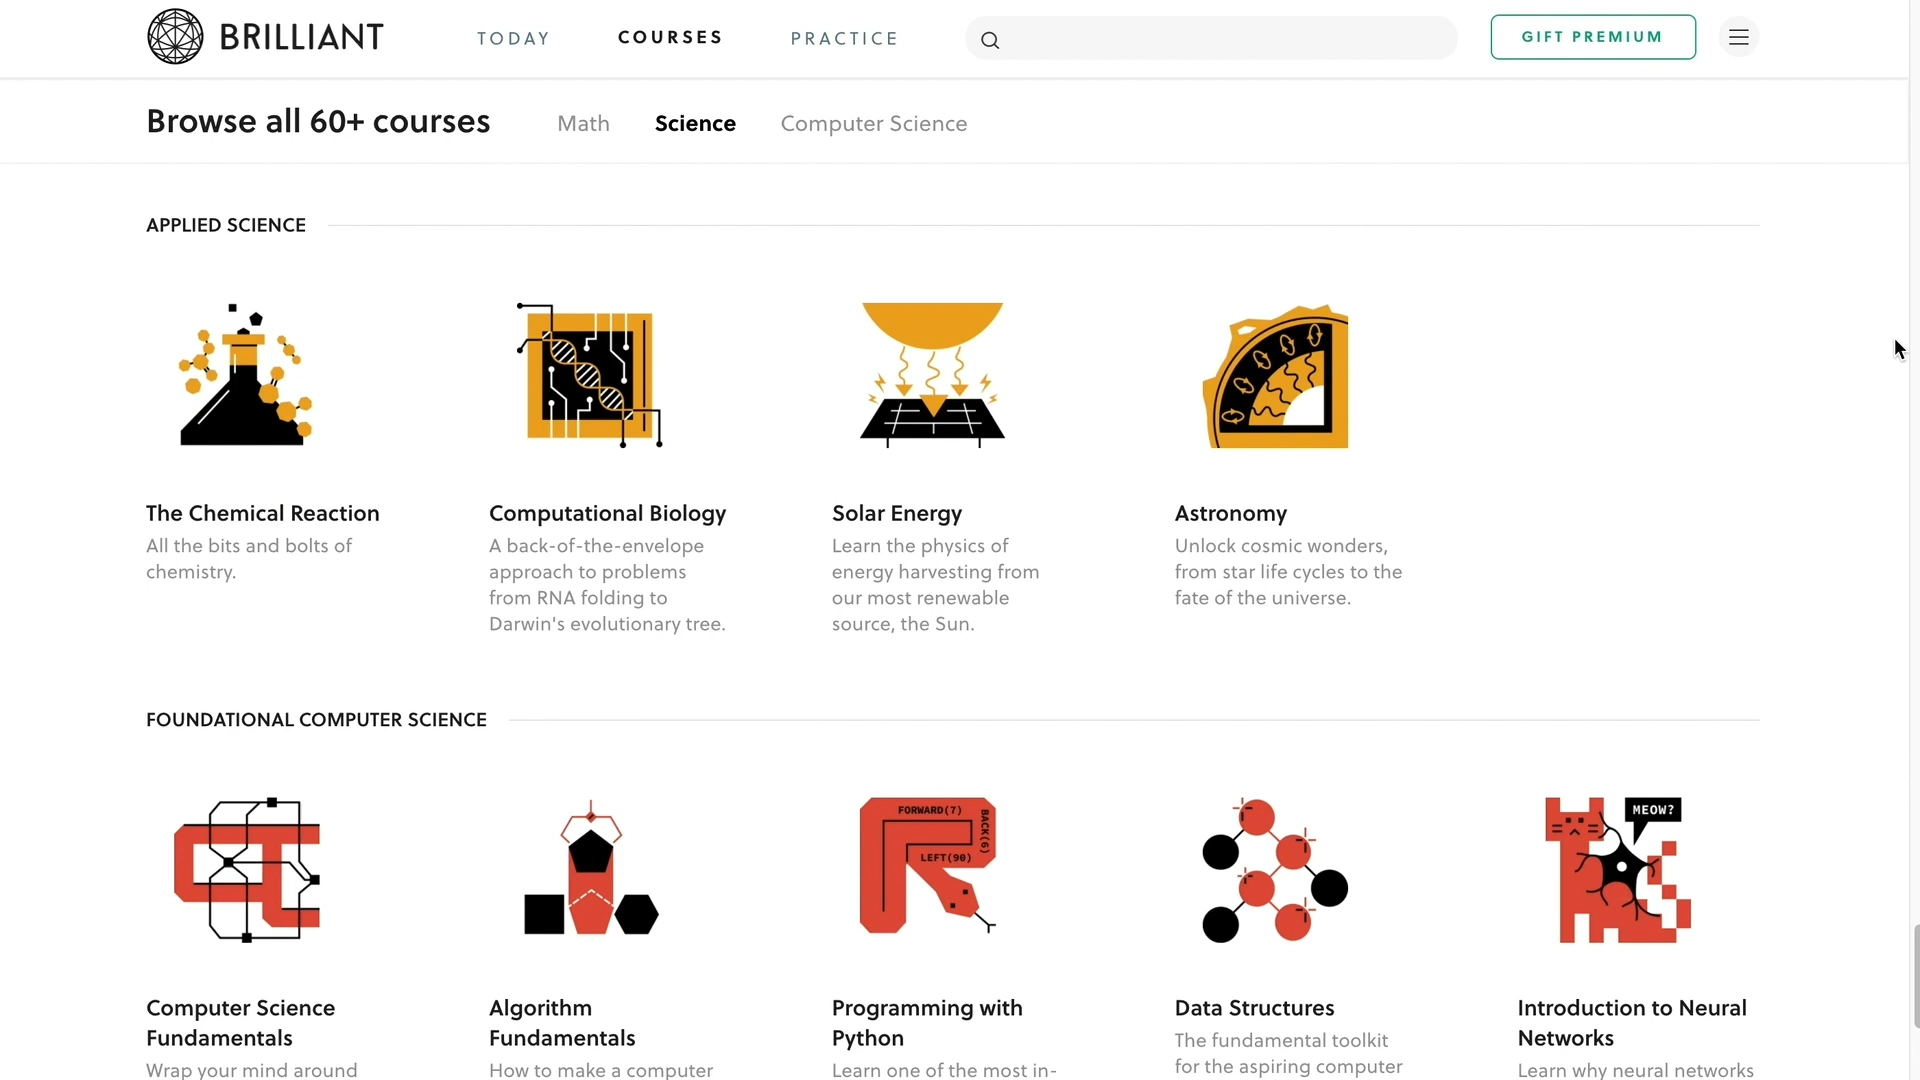 BRILLIANT
TODAY
COURSES
PRACTICE
GIFT PREMIUM
Browse all 60+ courses
Math
Science
Computer Science
APPLIED SCIENCE
The Chemical Reaction
All the bits and bolts of
chemistry.
Computational Biology
A back-of-the-envelope
approach to problems
from RNA folding to
Darwin's evolutionary tree.
Solar Energy
Learn the physics of
energy harvesting from
our most renewable
source, the Sun.
Astronomy
Unlock cosmic wonders,
from star life cycles to the
fate of the universe.
FOUNDATIONAL COMPUTER SCIENCE
FORWARD(7)
BACK(6)
LEFT(90)
MEOW?
Computer Science
Fundamentals
Wrap your mind around
Algorithm
Fundamentals
How to make a computer
Programming with
Python
Learn one of the most in-
Data Structures
The fundamental toolkit
for the aspiring computer
Introduction to Neural
Networks
Learn why neural networks